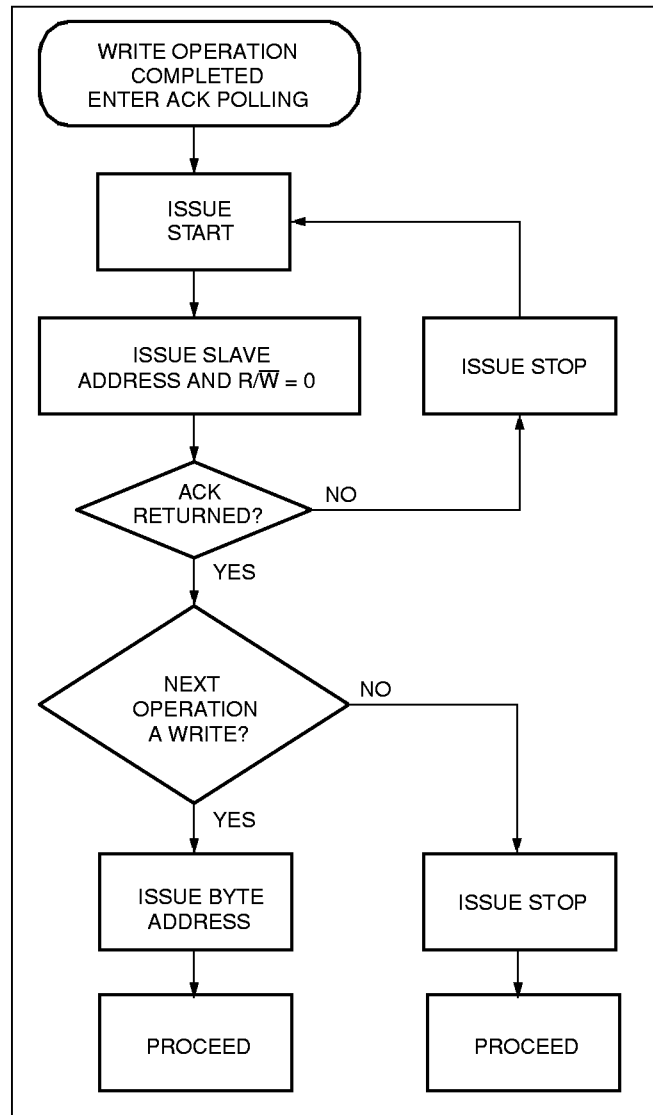 WRITE OPERATION
COMPLETED
ENTER ACK POLLING
ISSUE
START
ISSUE SLAVE
ADDRESS AND R/W̅ = 0
ISSUE STOP
ACK
RETURNED?
NO
YES
NEXT
OPERATION
A WRITE?
NO
YES
ISSUE BYTE
ADDRESS
ISSUE STOP
PROCEED
PROCEED